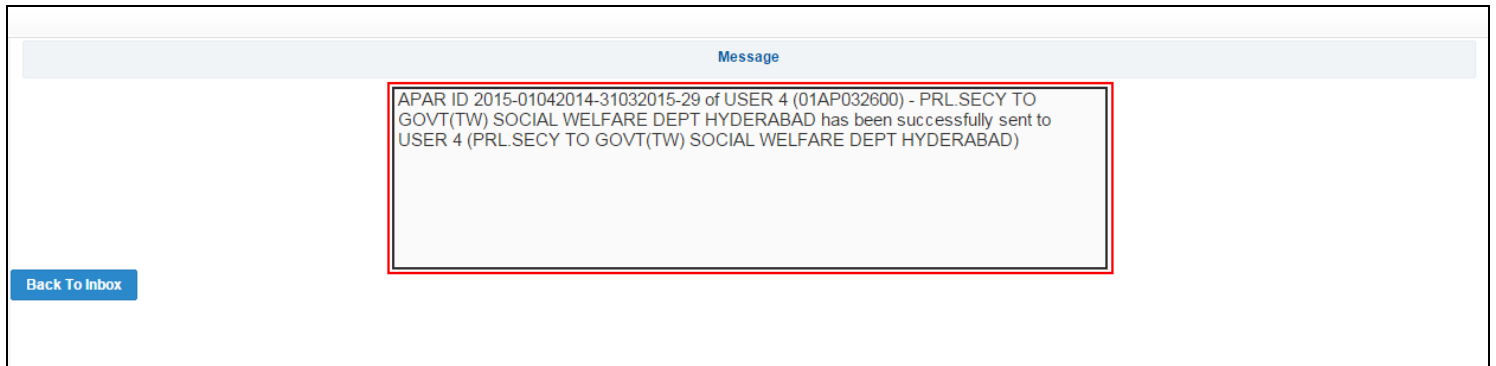 Message
APAR ID 2015-01042014-31032015-29 of USER 4 (01AP032600) - PRL.SECY TO
GOVT(TW) SOCIAL WELFARE DEPT HYDERABAD has been successfully sent to
USER 4 (PRL.SECY TO GOVT(TW) SOCIAL WELFARE DEPT HYDERABAD)
Back To Inbox